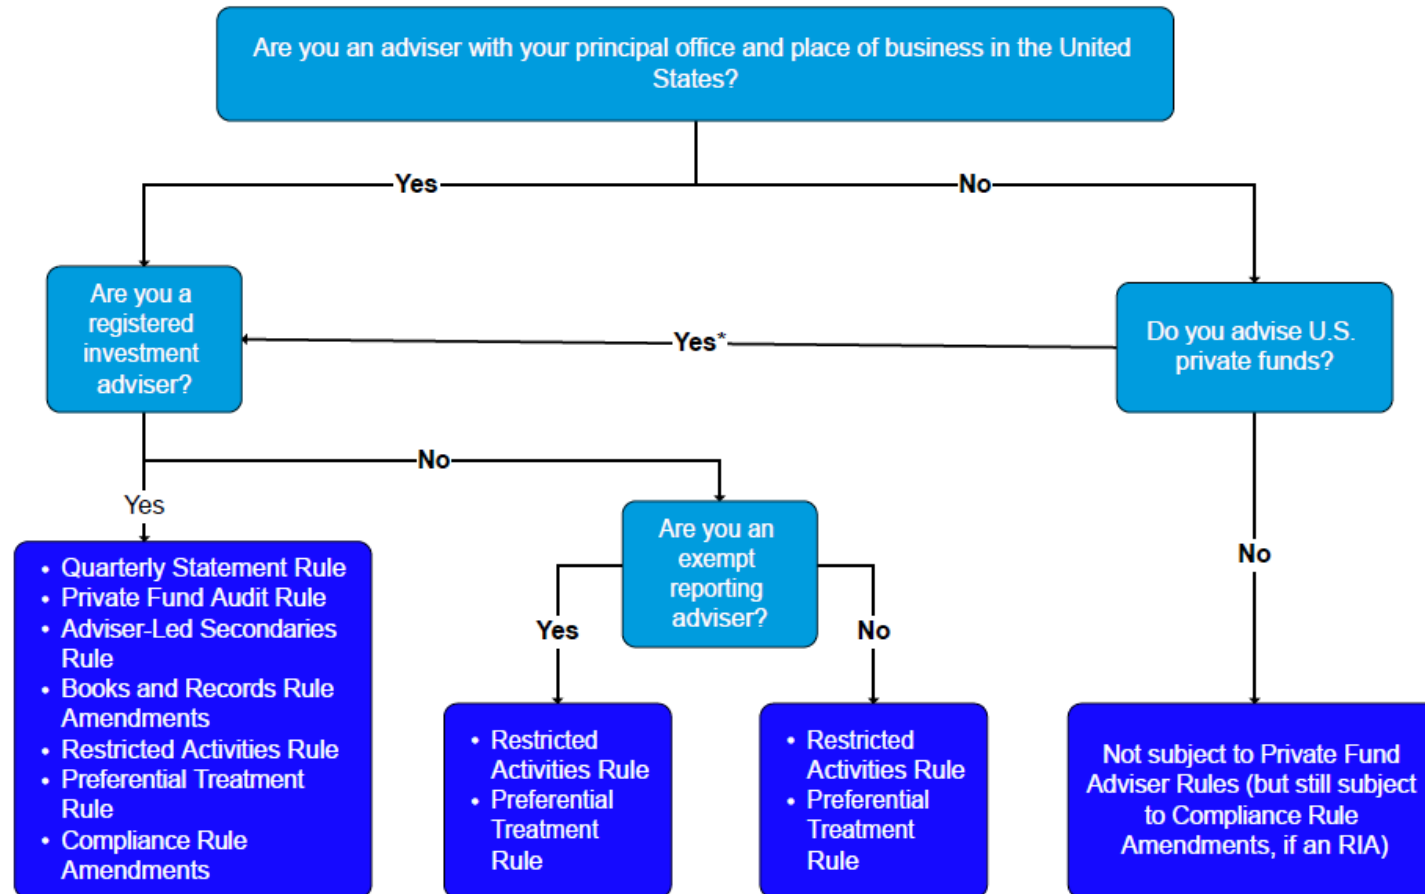 Are you an adviser with your principal office and place of business in the United
States?
Yes
No
Are you a
registered
investment
adviser?
Yes*
Do you advise U.S.
private funds?
No
Yes
Are you an
exempt
reporting
adviser?
No
Yes
No
• Quarterly Statement Rule
• Private Fund Audit Rule
• Adviser-Led Secondaries
Rule
• Books and Records Rule
Amendments
• Restricted Activities Rule
• Preferential Treatment
Rule
• Compliance Rule
Amendments
• Restricted
Activities Rule
• Preferential
Treatment
Rule
• Restricted
Activities Rule
• Preferential
Treatment
Rule
Not subject to Private Fund
Adviser Rules (but still subject
to Compliance Rule
Amendments, if an RIA)